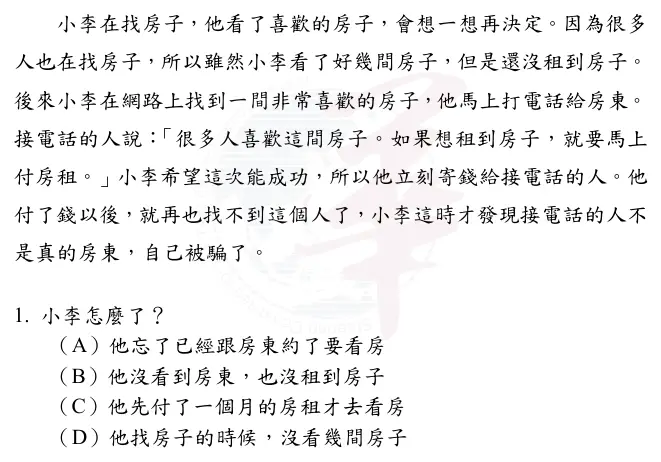 小李在找房子，他看了喜歡的房子，會想一想再決定。因為很多
人也在找房子，所以雖然小李看了好幾間房子，但是還沒租到房子。
後來小李在網路上找到一間非常喜歡的房子，他馬上打電話給房東。
接電話的人說：「很多人喜歡這間房子。如果想租到房子，就要馬上
付房租。」小李希望這次能成功，所以他立刻寄錢給接電話的人。他
付了錢以後，就再也找不到這個人了，小李這時才發現接電話的人不
是真的房東，自己被騙了。
1. 小李怎麼了？
（A）他忘了已經跟房東約了要看房
（B）他沒看到房東，也沒租到房子
（C）他先付了一個月的房租才去看房
（D）他找房子的時候，沒看幾間房子